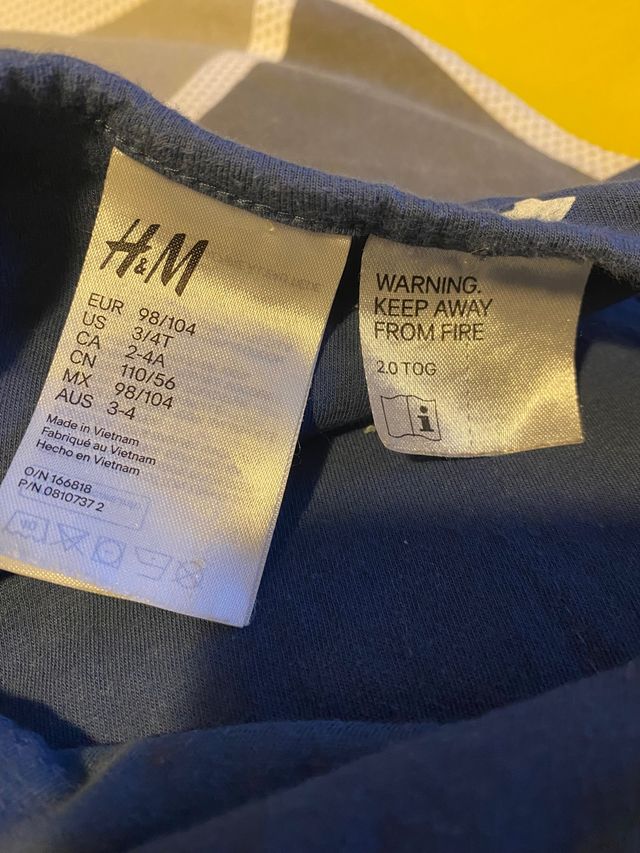 H&M
EUR 98/104
US 3/4T
CA 2-4A
CN 110/56
MX 98/104
AUS 3-4
Made in Vietnam
Fabriqué au Vietnam
Hecho en Vietnam
O/N 166818
P/N 0810737 2
WARNING.
KEEP AWAY
FROM FIRE
2.0 TOG
i